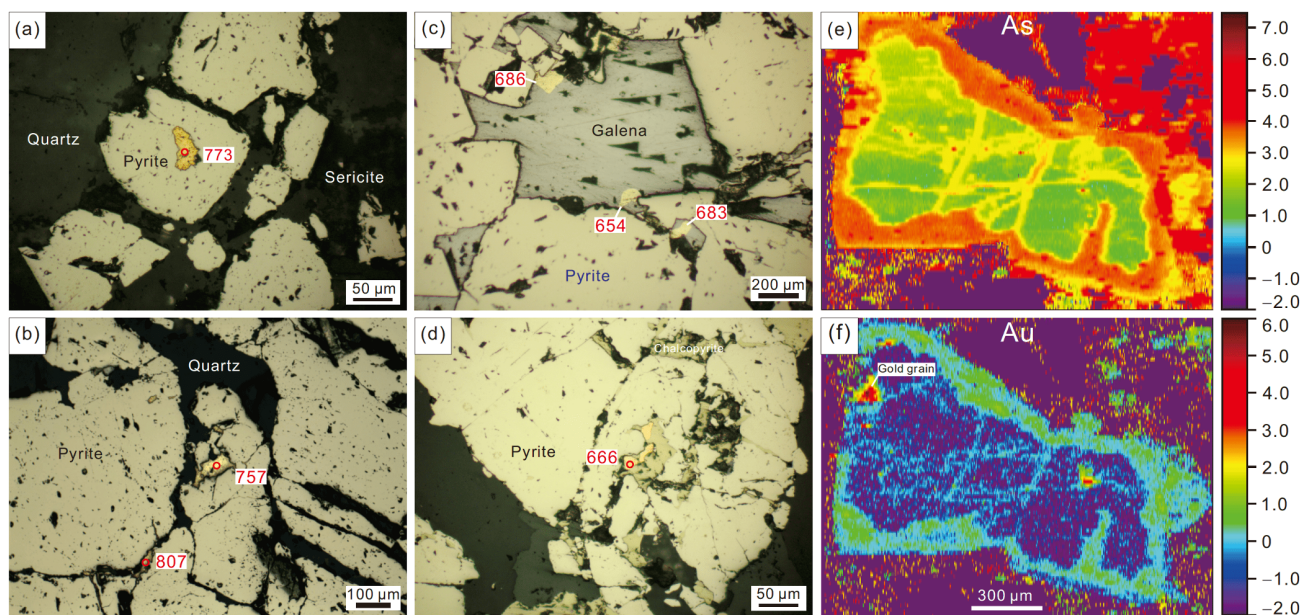 (a)
Quartz
Pyrite
773
Sericite
50 µm
(b)
Quartz
Pyrite
757
807
100 µm
(c)
686
Galena
654
683
Pyrite
200 µm
(d)
Chalcopyrite
Pyrite
666
50 µm
(e)
As
7.0
6.0
5.0
4.0
3.0
2.0
1.0
0
−1.0
−2.0
(f)
Au
Gold grain
300 µm
6.0
5.0
4.0
3.0
2.0
1.0
0
−1.0
−2.0